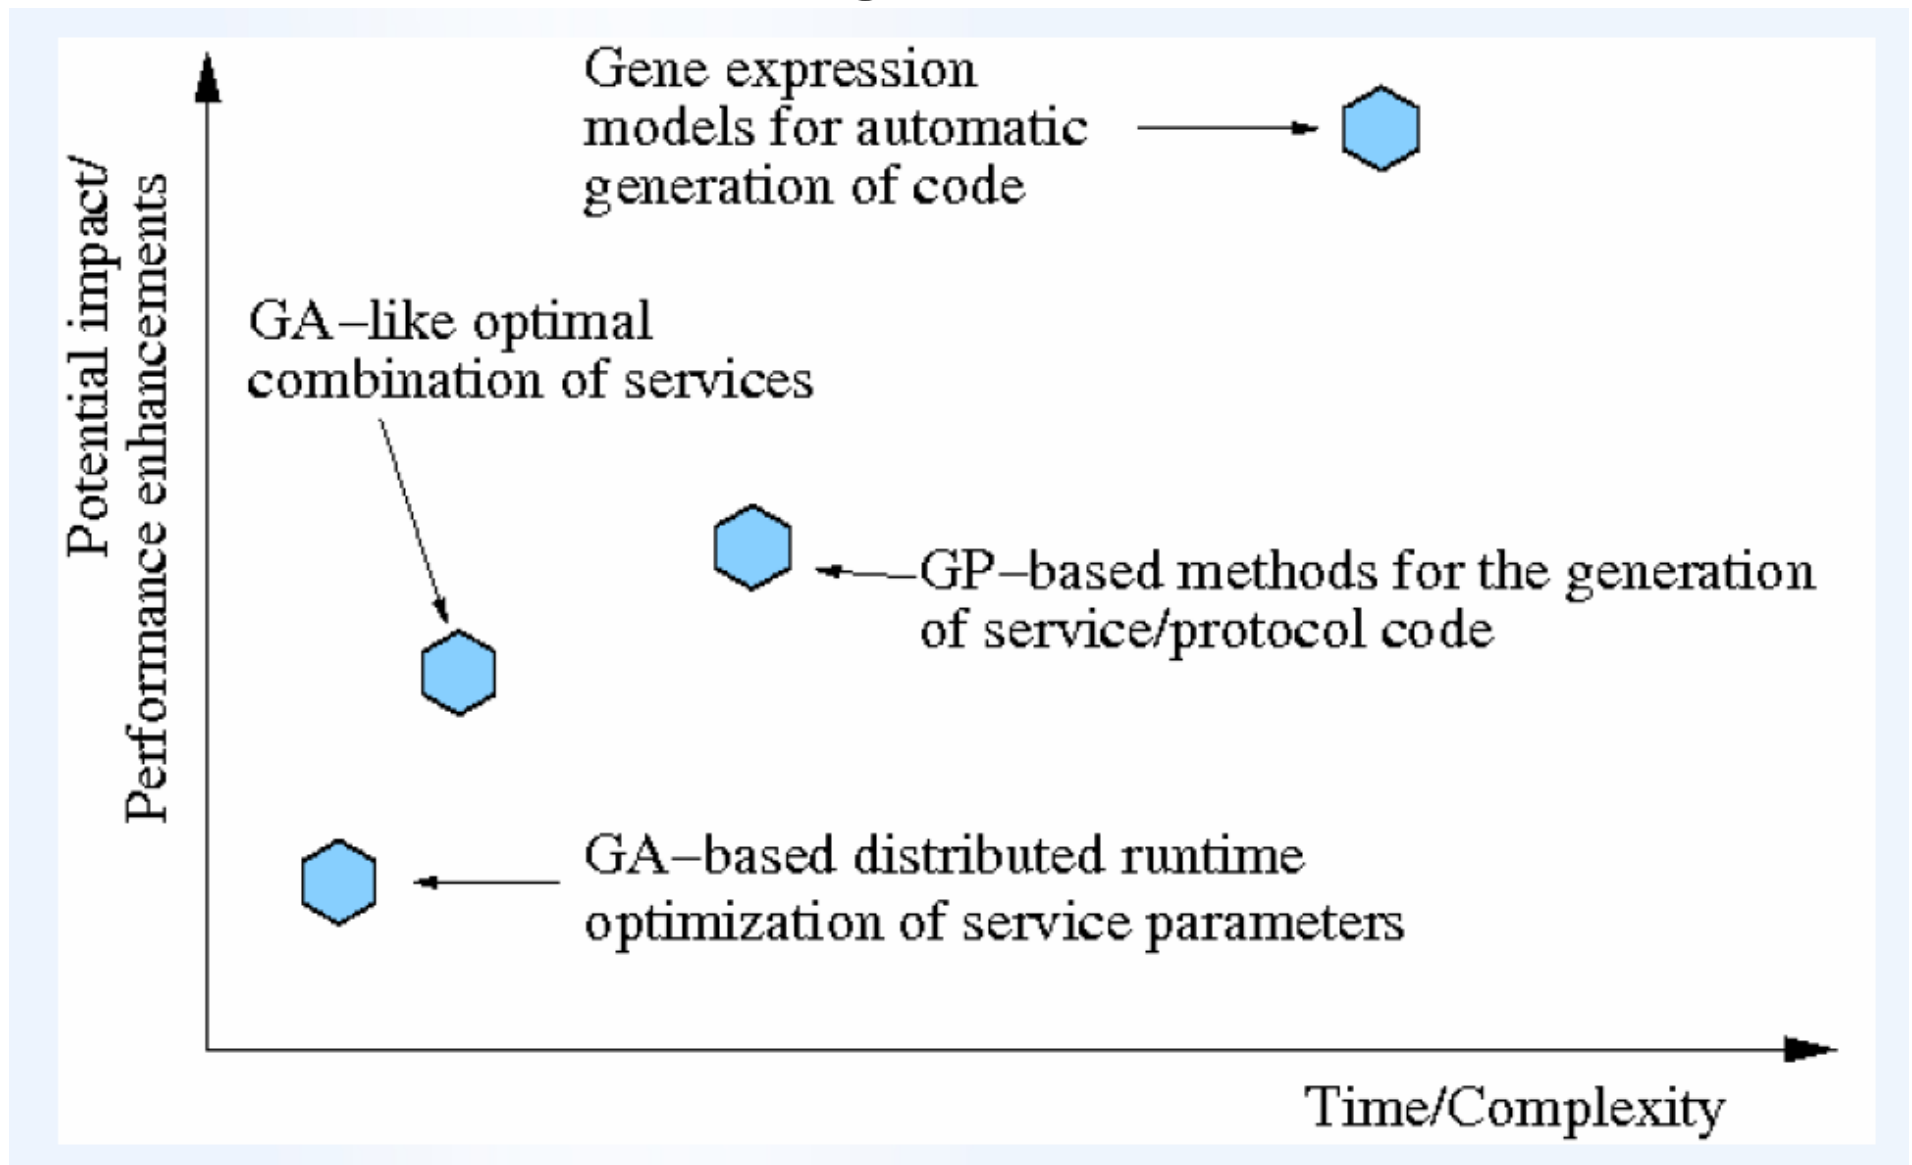 Gene expression
models for automatic
generation of code
Potential impact/
Performance enhancements
GA–like optimal
combination of services
GP–based methods for the generation
of service/protocol code
GA–based distributed runtime
optimization of service parameters
Time/Complexity